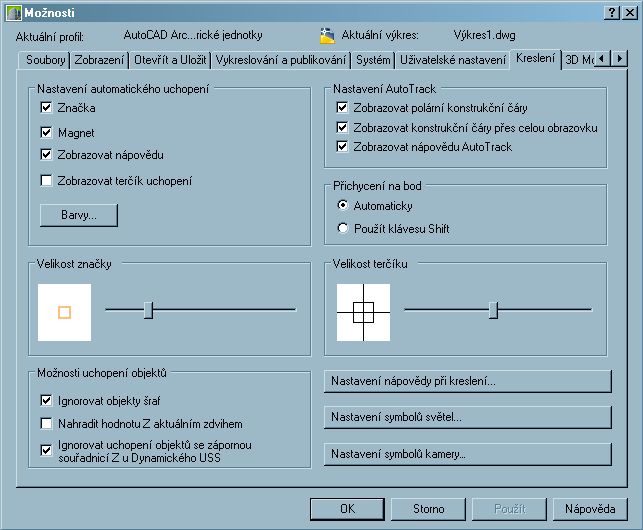 Možnosti
Aktuální profil: AutoCAD Arc...rické jednotky Aktuální výkres: Výkres1.dwg
Soubory Zobrazení Otevřít a Uložit Vykreslování a publikování Systém Uživatelské nastavení Kreslení 3D Mo
Nastavení automatického uchopení
Značka
Magnet
Zobrazovat nápovědu
Zobrazovat terčík uchopení
Barvy...
Nastavení AutoTrack
Zobrazovat polární konstrukční čáry
Zobrazovat konstrukční čáry přes celou obrazovku
Zobrazovat nápovědu AutoTrack
Přichycení na bod
Automaticky
Použít klávesu Shift
Velikost značky
Velikost terčíku
Možnosti uchopení objektů
Ignorovat objekty šraf
Nahradit hodnotu Z aktuálním zdvihem
Ignorovat uchopení objektů se zápornou
souřadnicí Z u Dynamického USS
Nastavení nápovědy při kreslení...
Nastavení symbolů světel...
Nastavení symbolů kamery...
OK Storno Použít Nápověda